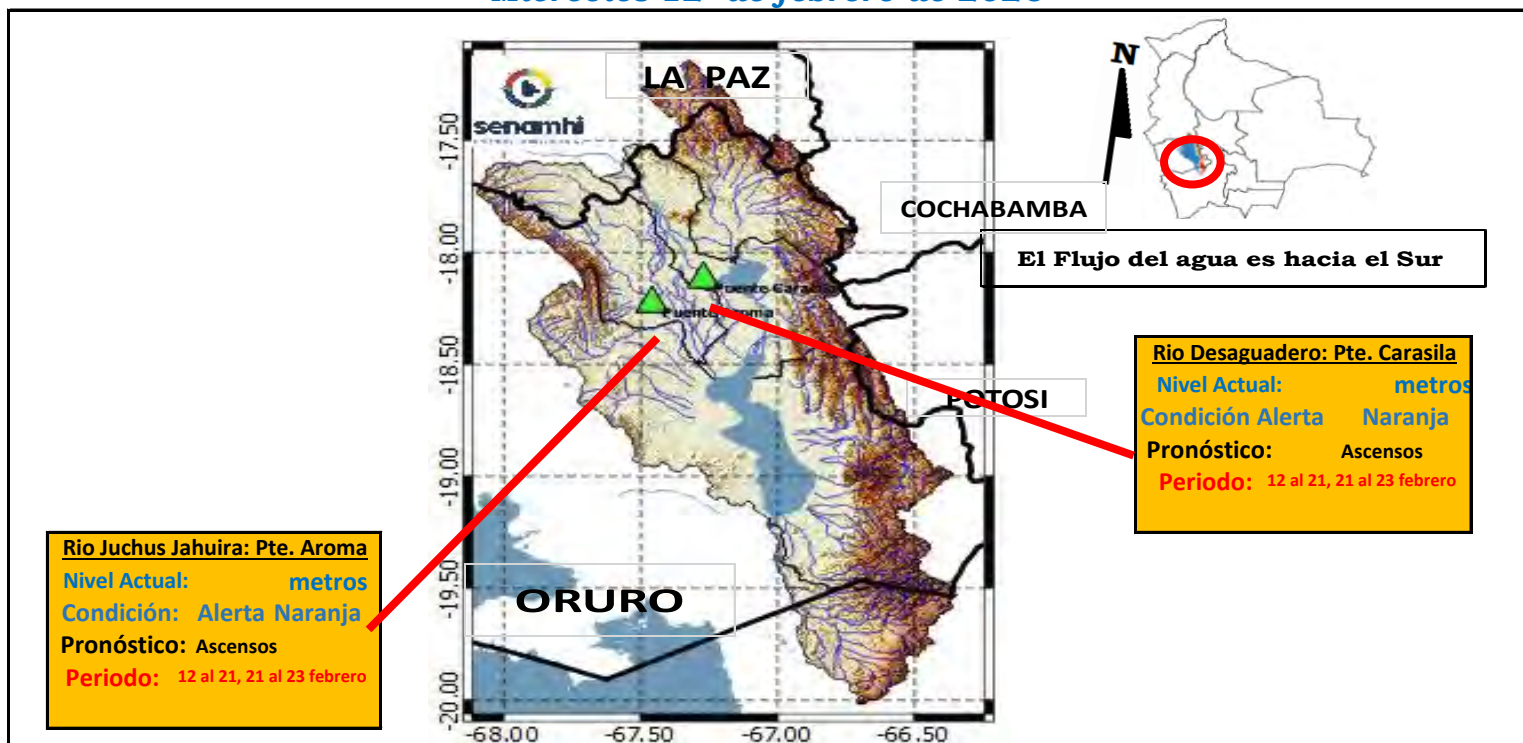 LA PAZ
N
senamhi
-17.50
COCHABAMBA
-18.00
El Flujo del agua es hacia el Sur
Puente Aroma
-18.50
Rio Desaguadero: Pte. Carasila
Nivel Actual: metros
Condición Alerta Naranja
Pronóstico: Ascensos
Periodo: 12 al 21, 21 al 23 febrero
POTOSI
-19.00
Rio Juchus Jahuira: Pte. Aroma
Nivel Actual: metros
Condición: Alerta Naranja
Pronóstico: Ascensos
Periodo: 12 al 21, 21 al 23 febrero
-19.50
ORURO
-20.00
-68.00 -67.50 -67.00 -66.50